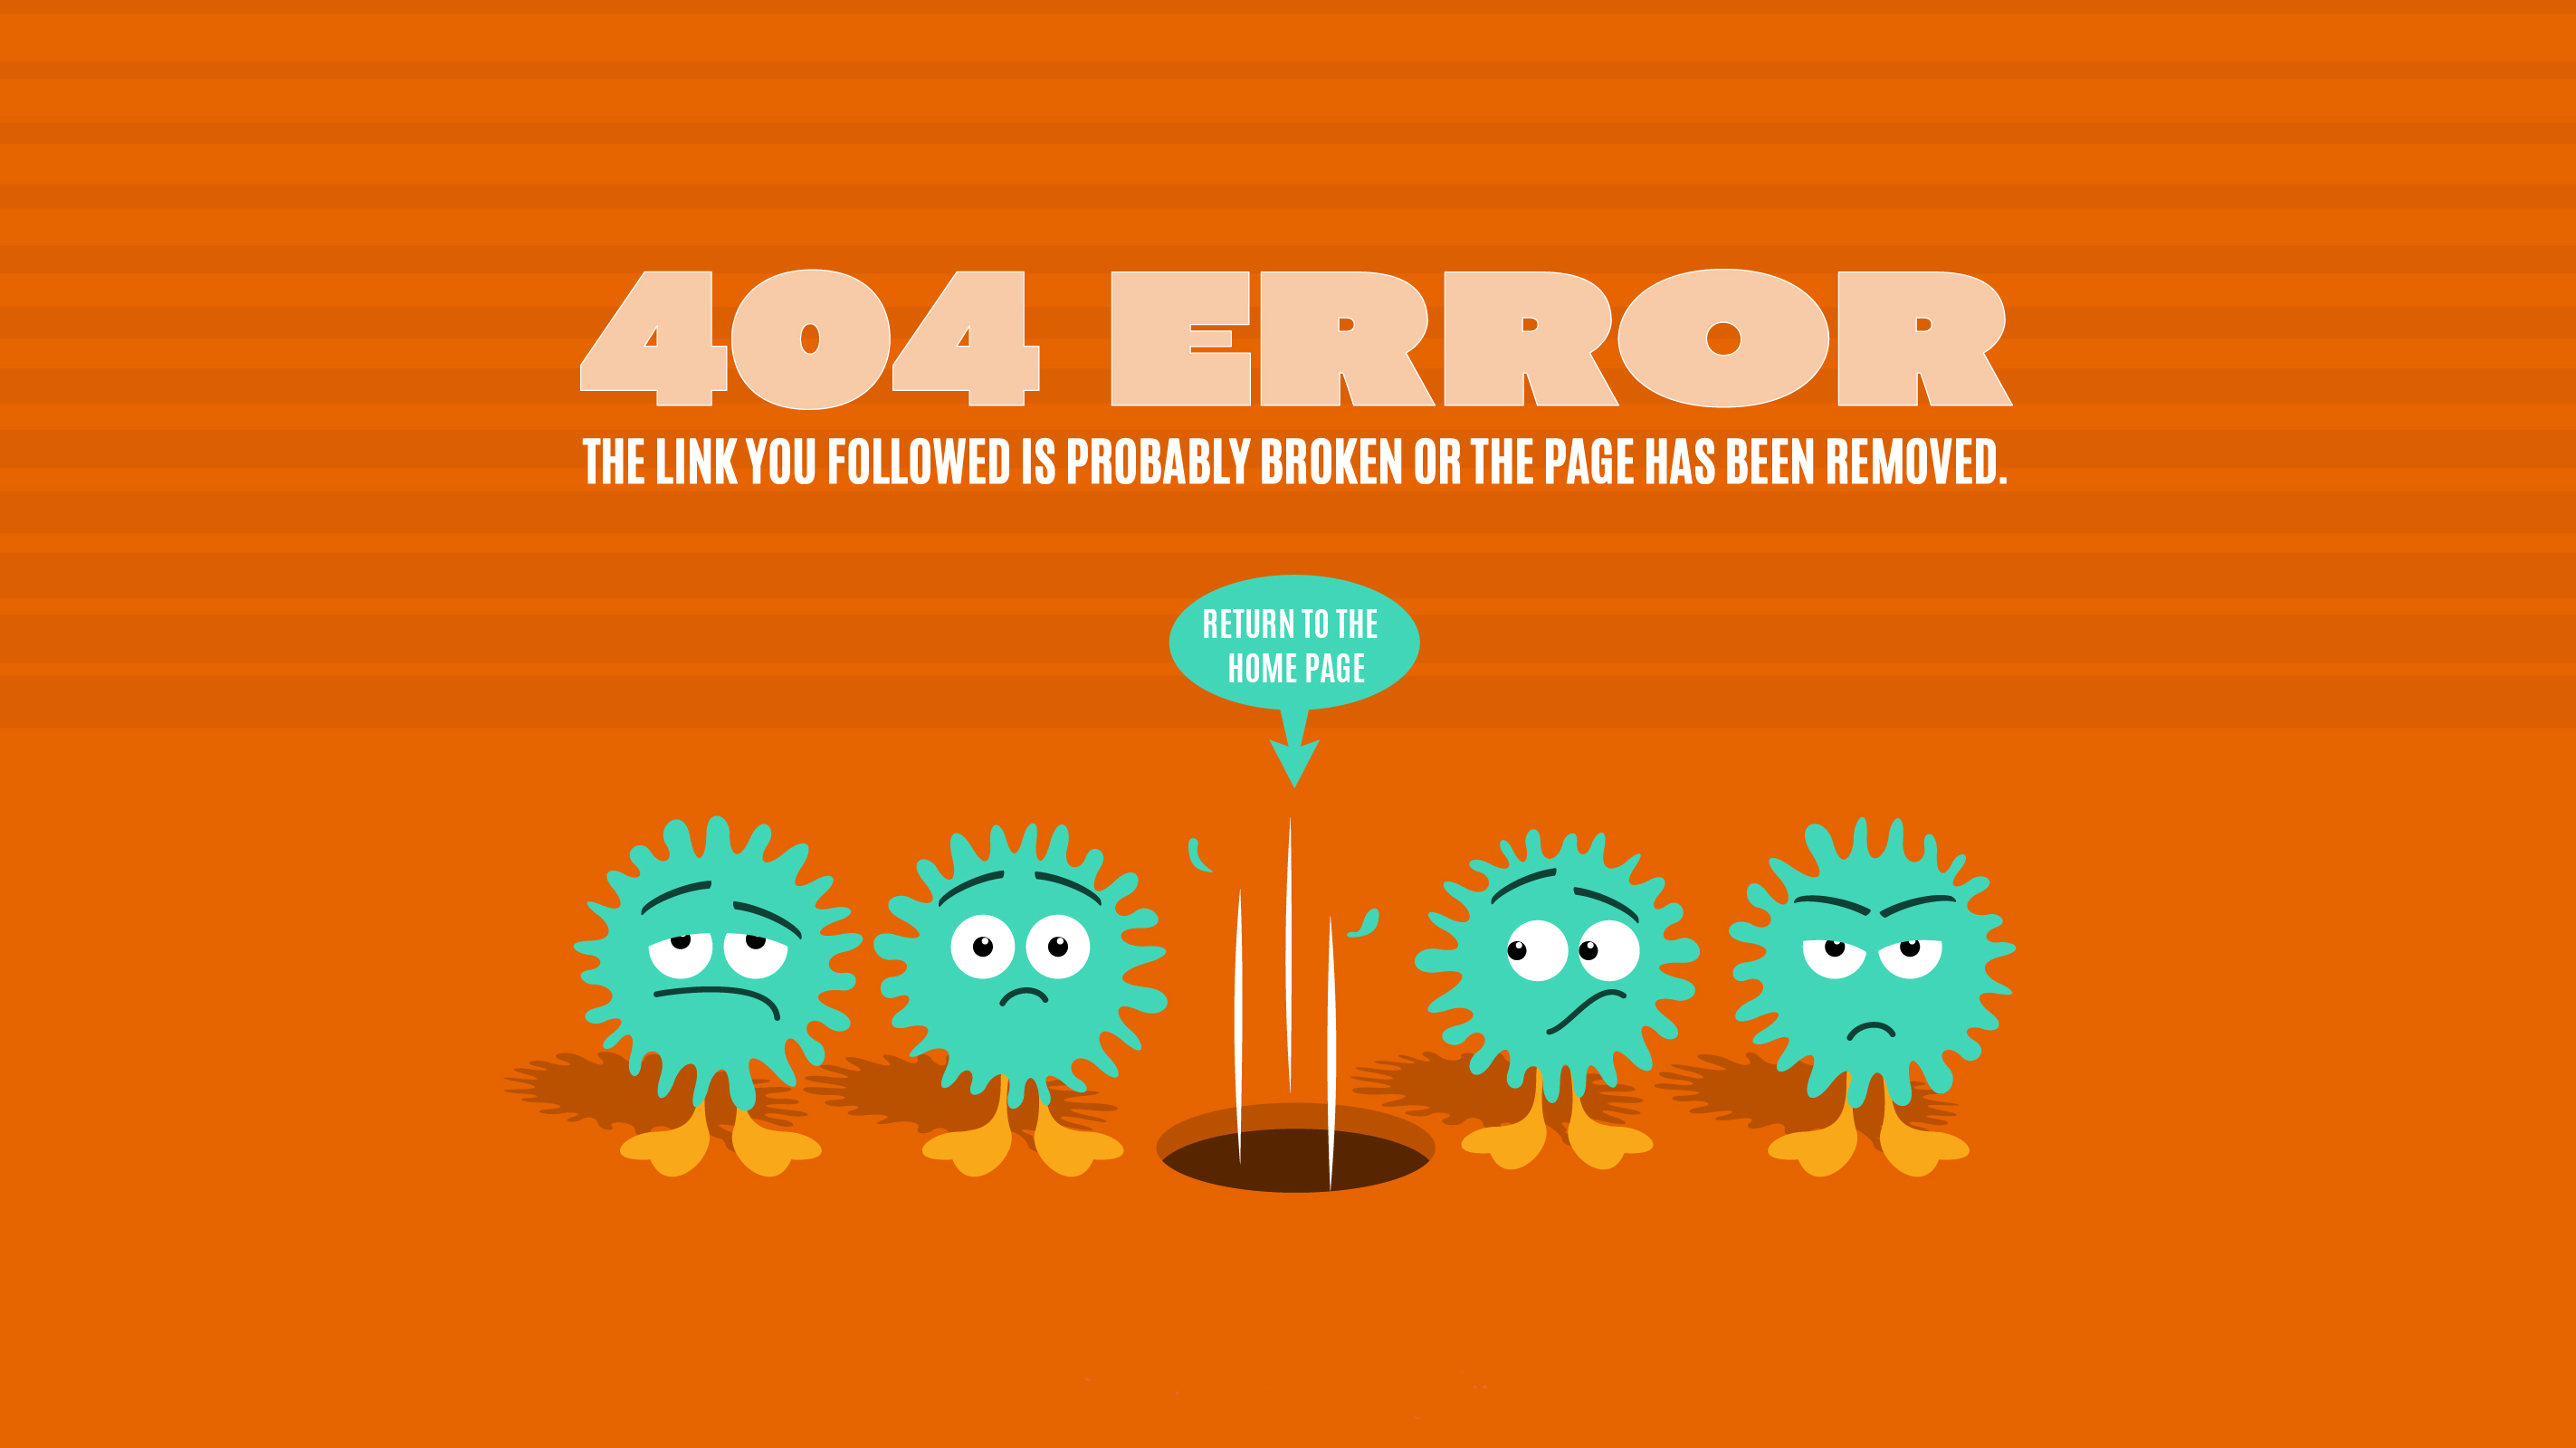 404 ERROR
THE LINK YOU FOLLOWED IS PROBABLY BROKEN OR THE PAGE HAS BEEN REMOVED.
RETURN TO THE
HOME PAGE